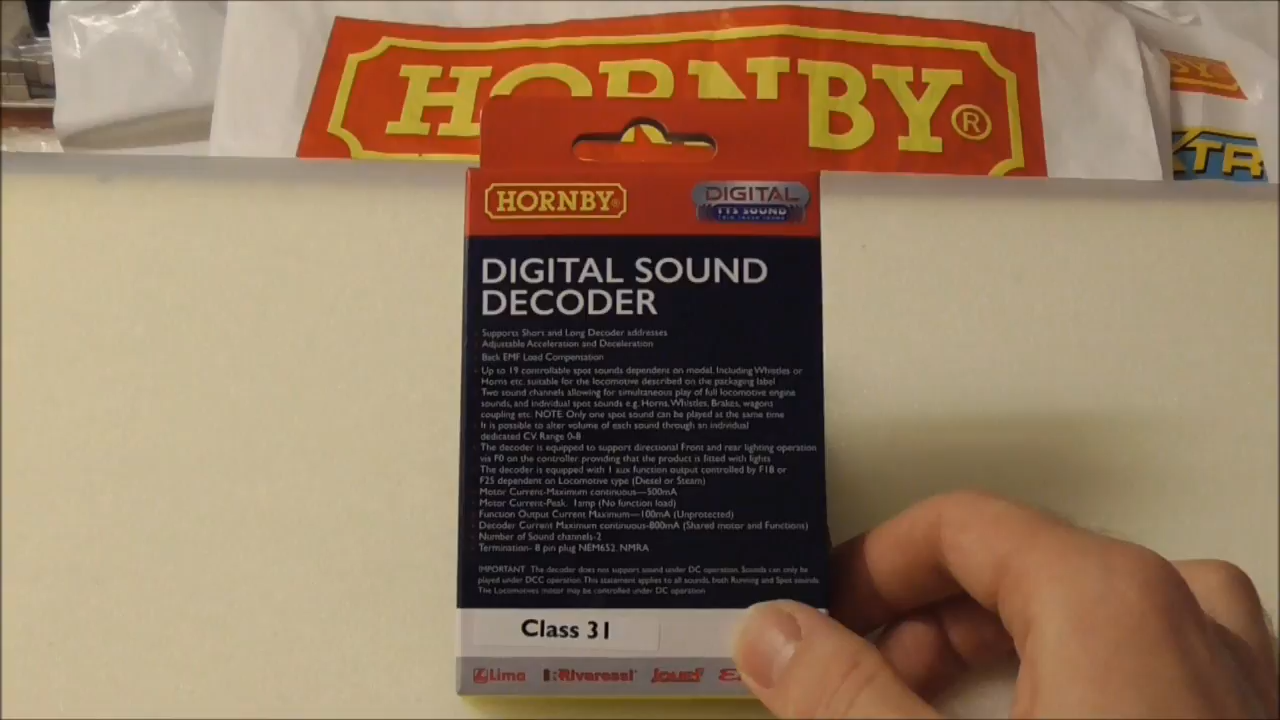 HORNBY®
DY
XTR
HORNBY®
DIGITAL
TTS SOUND
DIGITAL SOUND
DECODER
Supports Short and Long Decoder addresses
Adjustable Acceleration and Deceleration
Back EMF Load Compensation
Up to 19 controllable spot sounds dependent on model. Including Whistles or
Horns etc. suitable for the locomotive described on the packaging label
Two sound channels allowing for simultaneous play of full locomotive engine
sounds, and individual spot sounds e.g. Horns, Whistles, Brakes, wagons
coupling etc. NOTE: Only one spot sound can be played at the same time
It is possible to alter volume of each sound through an individual
dedicated CV. Range 0-8
The decoder is equipped to support directional Front and rear lighting operation
via F0 on the controller providing that the product is fitted with lights
The decoder is equipped with 1 aux function output controlled by F18 or
F25 dependent on Locomotive type (Diesel or Steam)
Motor Current-Maximum continuous—500mA
Motor Current-Peak. 1amp (No function load)
Function Output Current Maximum—100mA (Unprotected)
Decoder Current Maximum continuous-800mA (Shared motor and Functions)
Number of Sound channels-2
Termination- 8 pin plug NEM652. NMRA
IMPORTANT The decoder does not support sound under DC operation. Sounds can only be
played under DCC operation. This statement applies to all sounds, both Running and Spot sounds.
The Locomotives motor may be controlled under DC operation
Class 31
Lima Rivarossi Jouef E